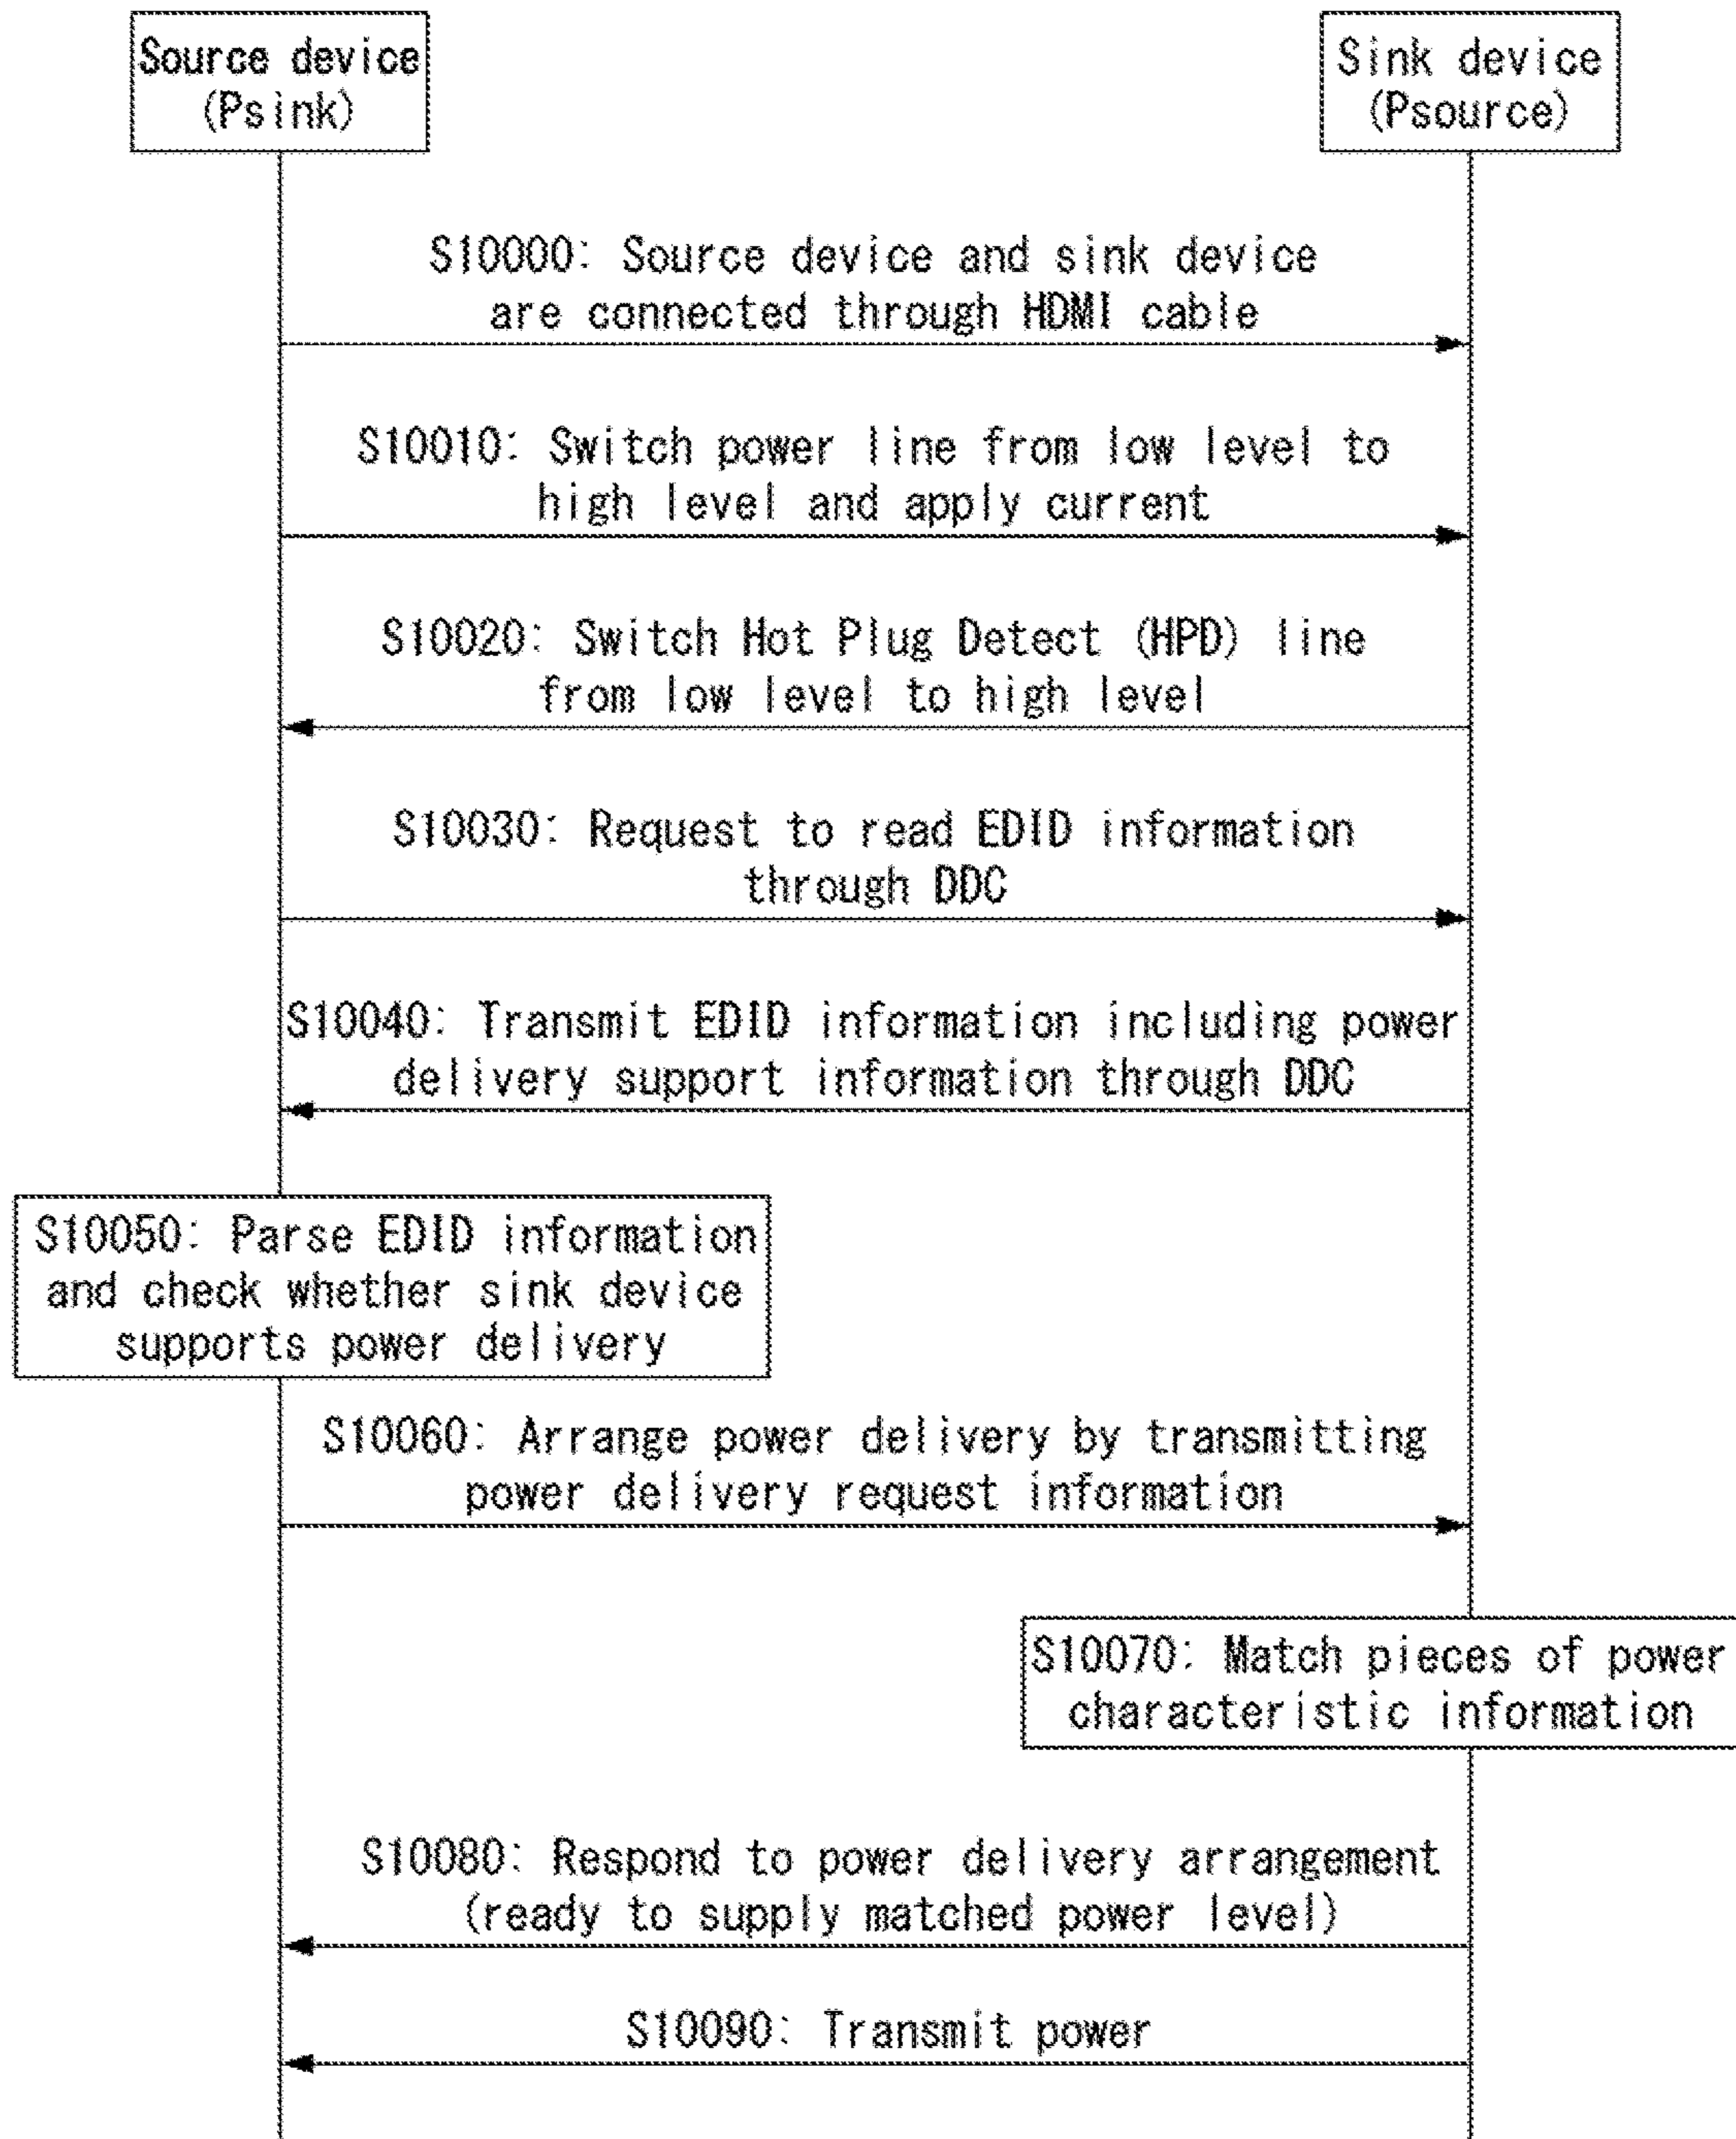 Source device
(Psink)
Sink device
(Psource)
S10000: Source device and sink device
are connected through HDMI cable
S10010: Switch power line from low level to
high level and apply current
S10020: Switch Hot Plug Detect (HPD) line
from low level to high level
S10030: Request to read EDID information
through DDC
S10040: Transmit EDID information including power
delivery support information through DDC
S10050: Parse EDID information
and check whether sink device
supports power delivery
S10060: Arrange power delivery by transmitting
power delivery request information
S10070: Match pieces of power
characteristic information
S10080: Respond to power delivery arrangement
(ready to supply matched power level)
S10090: Transmit power